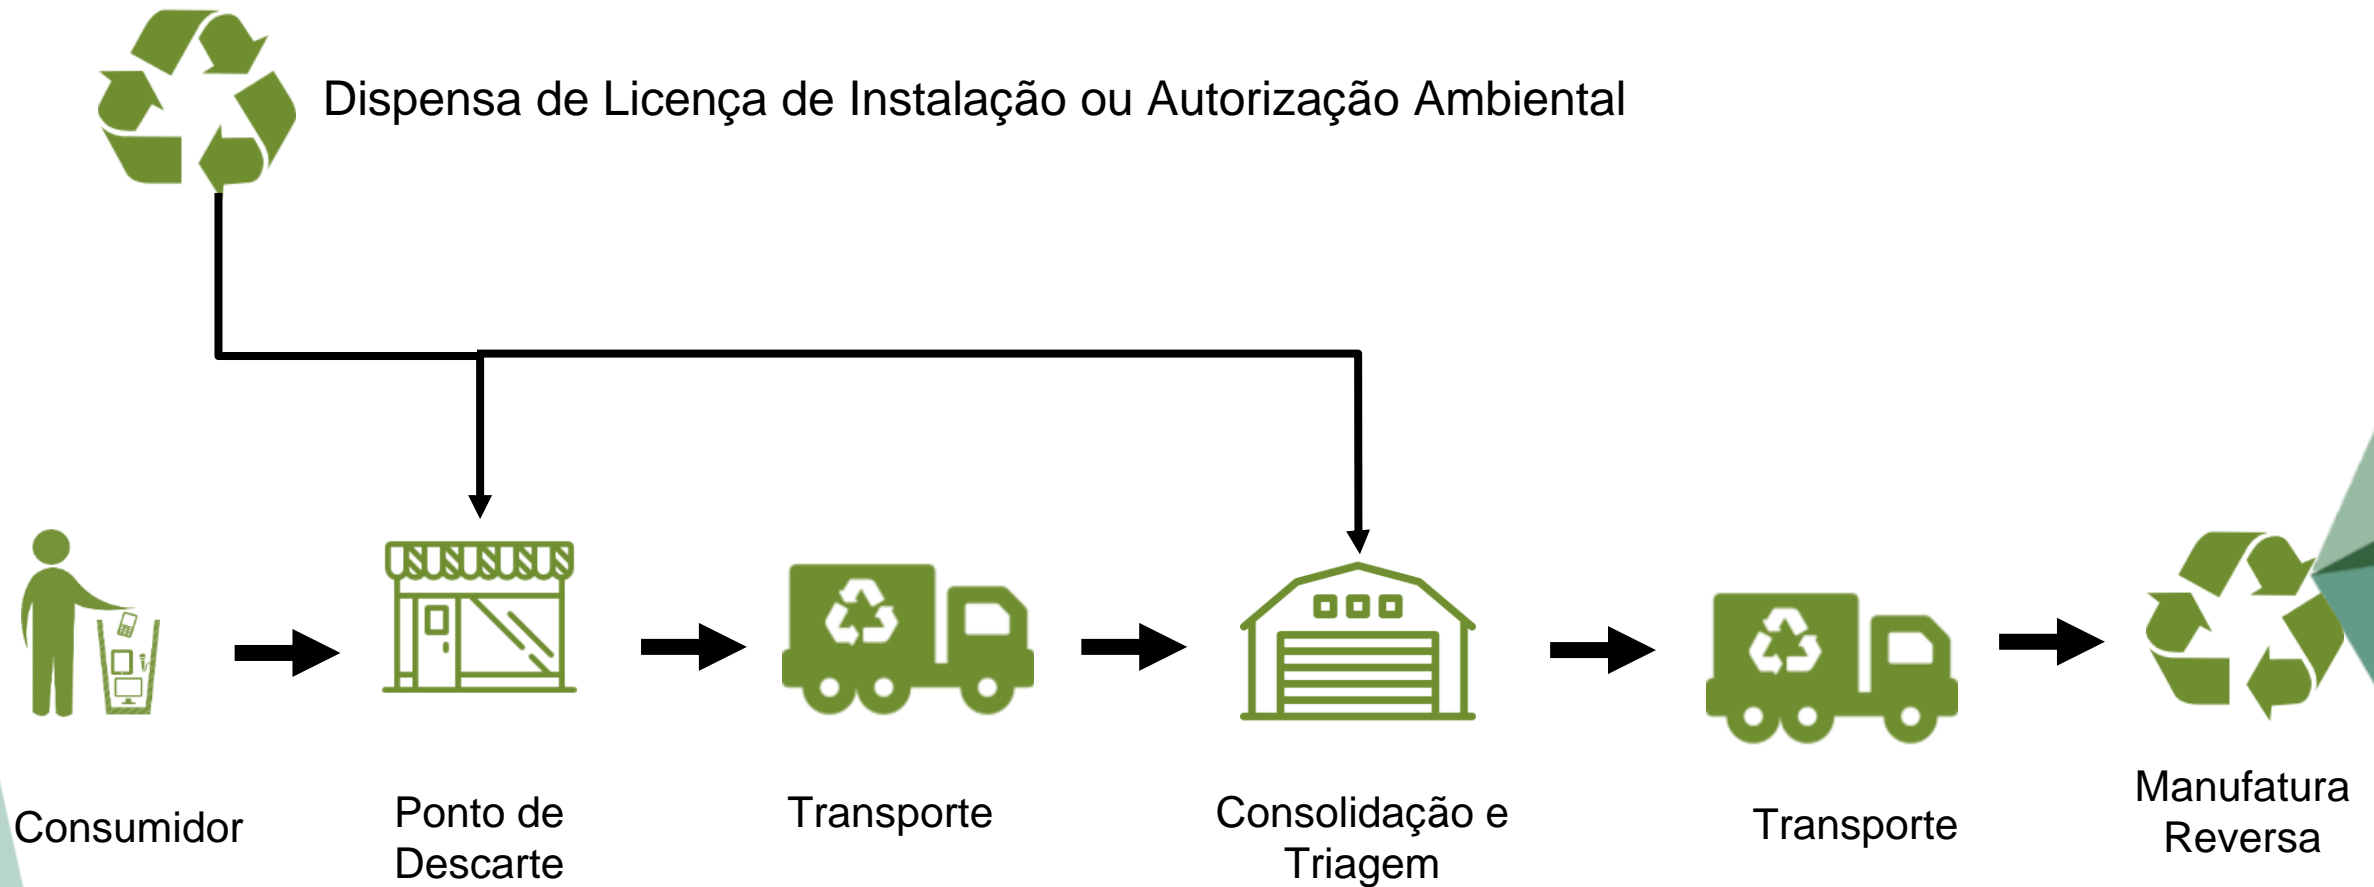 Dispensa de Licença de Instalação ou Autorização Ambiental
Consumidor
Ponto de
Descarte
Transporte
Consolidação e
Triagem
Transporte
Manufatura
Reversa